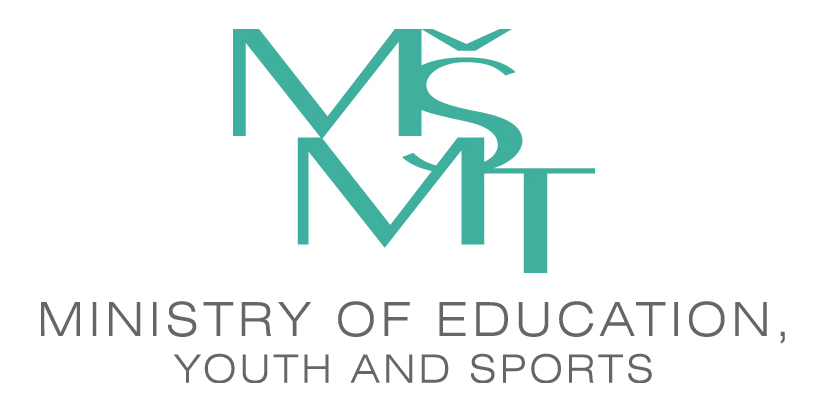 MŠ
MT
MINISTRY OF EDUCATION,
YOUTH AND SPORTS